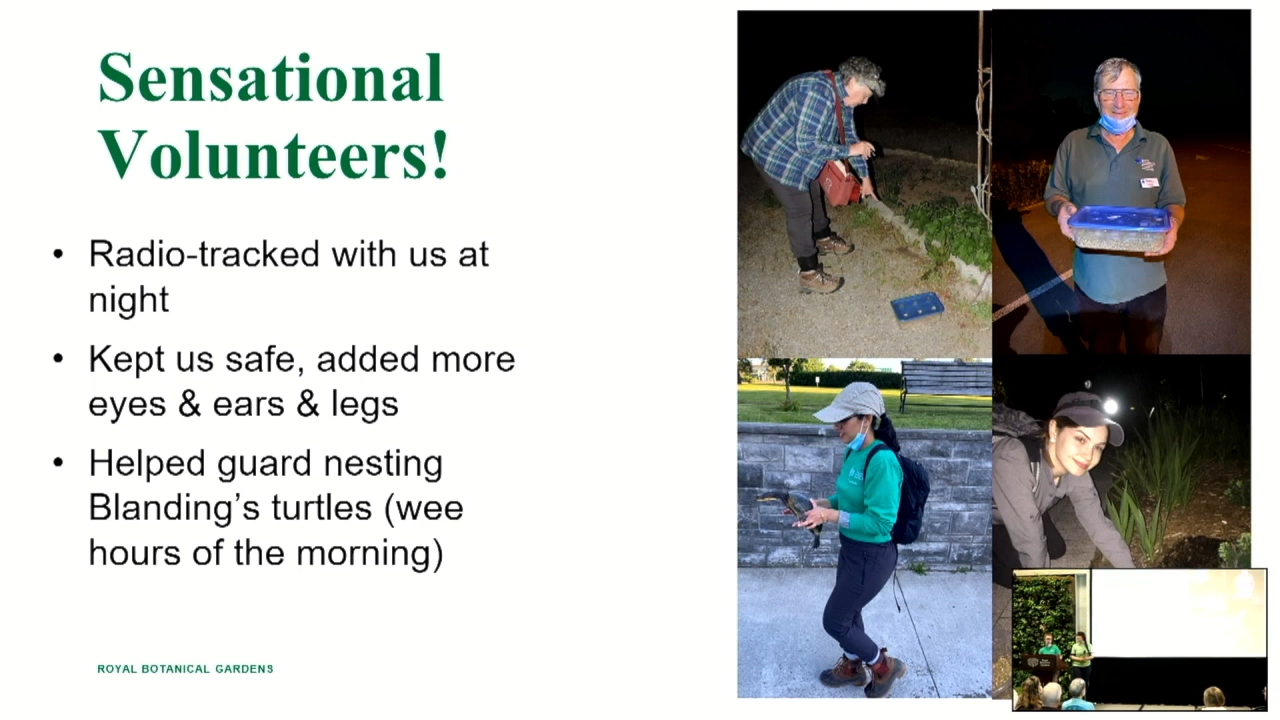 Sensational
Volunteers!
• Radio-tracked with us at
night
• Kept us safe, added more
eyes & ears & legs
• Helped guard nesting
Blanding’s turtles (wee
hours of the morning)
ROYAL BOTANICAL GARDENS